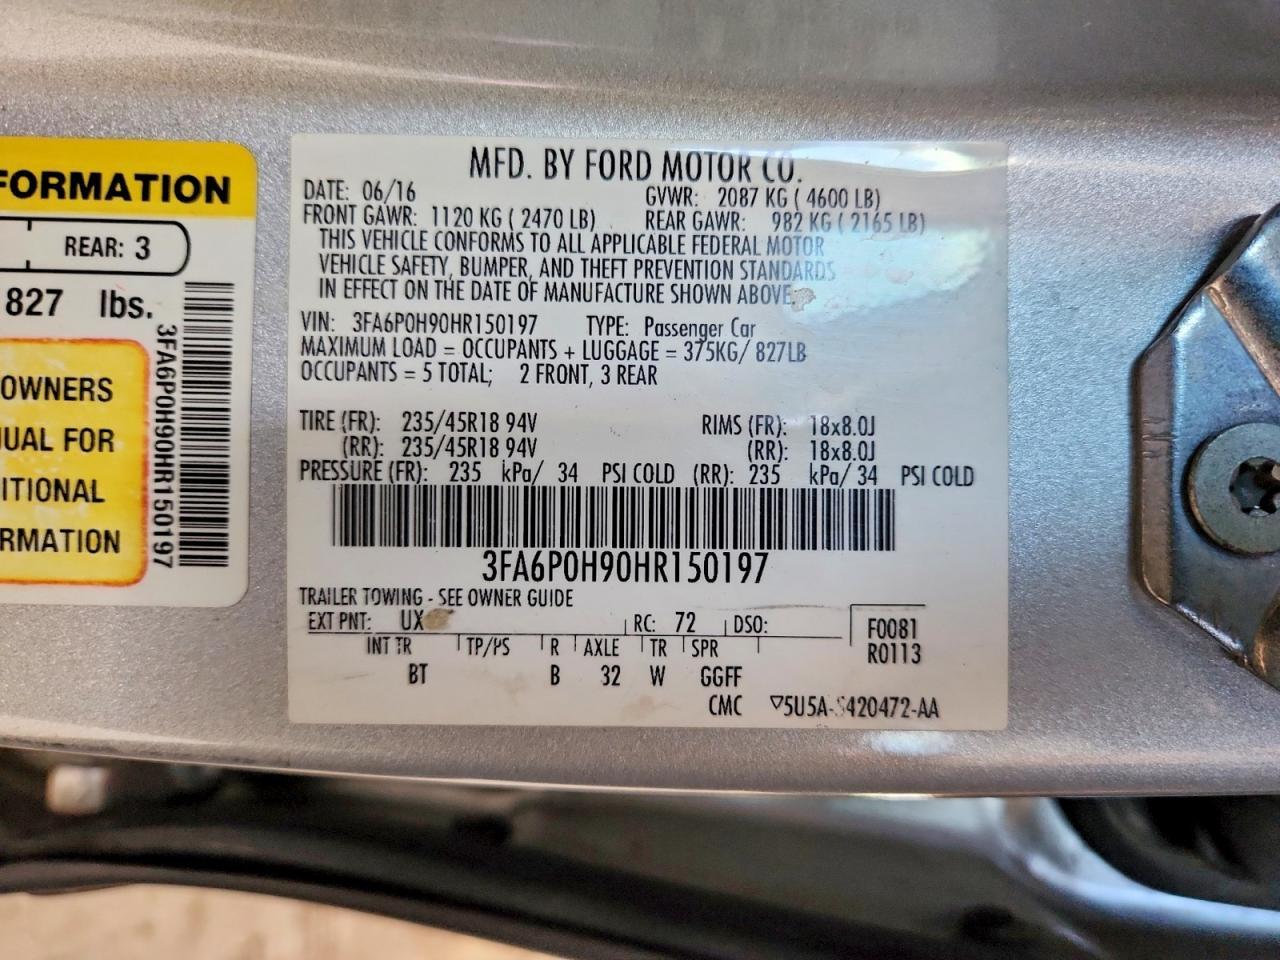 FORMATION
REAR: 3
827 lbs.
OWNERS
UAL FOR
ITIONAL
RMATION
3FA6P0H90HR150197
MFD. BY FORD MOTOR CO.
DATE: 06/16 GVWR: 2087 KG ( 4600 LB)
FRONT GAWR: 1120 KG ( 2470 LB) REAR GAWR: 982 KG ( 2165 LB)
THIS VEHICLE CONFORMS TO ALL APPLICABLE FEDERAL MOTOR
VEHICLE SAFETY, BUMPER, AND THEFT PREVENTION STANDARDS
IN EFFECT ON THE DATE OF MANUFACTURE SHOWN ABOVE.
VIN: 3FA6P0H90HR150197 TYPE: Passenger Car
MAXIMUM LOAD = OCCUPANTS + LUGGAGE = 375KG/ 827LB
OCCUPANTS = 5 TOTAL; 2 FRONT, 3 REAR
TIRE (FR): 235/45R18 94V RIMS (FR): 18x8.0J
(RR): 235/45R18 94V (RR): 18x8.0J
PRESSURE (FR): 235 kPa/ 34 PSI COLD (RR): 235 kPa/ 34 PSI COLD
3FA6P0H90HR150197
TRAILER TOWING - SEE OWNER GUIDE
EXT PNT: UX RC: 72 DSO: F0081
R0113
INT TR TP/PS R AXLE TR SPR
BT B 32 W GGFF
CMC ▽5U5A-S420472-AA